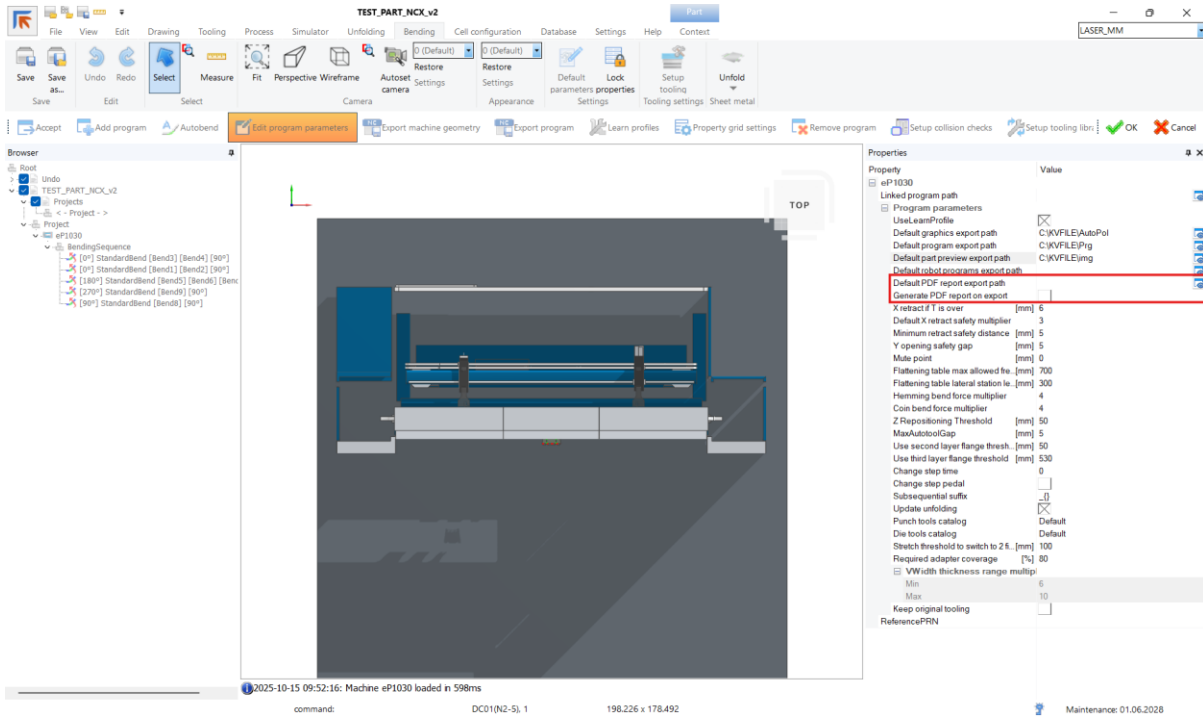 TEST_PART_NCX_v2
Part
File View Edit Drawing Tooling Process Simulator Unfolding Bending Cell configuration Database Settings Help Context
LASER_MM
Save Save as... Undo Redo Select Measure Fit Perspective Wireframe Autoset camera 0 (Default) Restore Settings 0 (Default) Restore Settings Default parameters Lock properties Setup tooling Unfold
Save Edit Select Camera Appearance Settings Tooling settings Sheet metal
Accept Add program Autobend Edit program parameters NC Export machine geometry NC Export program Learn profiles Property grid settings Remove program Setup collision checks Setup tooling libr OK Cancel
Browser
Root
Undo
TEST_PART_NCX_v2
Projects
< - Project - >
Project
eP1030
BendingSequence
[0º] StandardBend [Bend3] [Bend4] [90º]
[0º] StandardBend [Bend1] [Bend2] [90º]
[180º] StandardBend [Bend5] [Bend6] [Benc
[270º] StandardBend [Bend9] [90º]
[90º] StandardBend [Bend8] [90º]
TOP
Properties
Property Value
eP1030
Linked program path
Program parameters
UseLearnProfile
Default graphics export path C:\KVFILE\AutoPol
Default program export path C:\KVFILE\Prg
Default part preview export path C:\KVFILE\img
Default robot programs export path
Default PDF report export path
Generate PDF report on export
X retract if T is over [mm] 6
Default X retract safety multiplier 3
Minimum retract safety distance [mm] 5
Y opening safety gap [mm] 5
Mute point [mm] 0
Flattening table max allowed fre...[mm] 700
Flattening table lateral station le...[mm] 300
Hemming bend force multiplier 4
Coin bend force multiplier 4
Z Repositioning Threshold [mm] 50
MaxAutotoolGap [mm] 5
Use second layer flange thresh...[mm] 50
Use third layer flange threshold [mm] 530
Change step time 0
Change step pedal
Subsequential suffix _{}
Update unfolding
Punch tools catalog Default
Die tools catalog Default
Stretch threshold to switch to 2 fi...[mm] 100
Required adapter coverage [%] 80
VWidth thickness range multipl
Min 6
Max 10
Keep original tooling
ReferencePRN
2025-10-15 09:52:16: Machine eP1030 loaded in 598ms
command: DC01(N2-5), 1 198.226 x 178.492 Maintenance: 01.06.2028